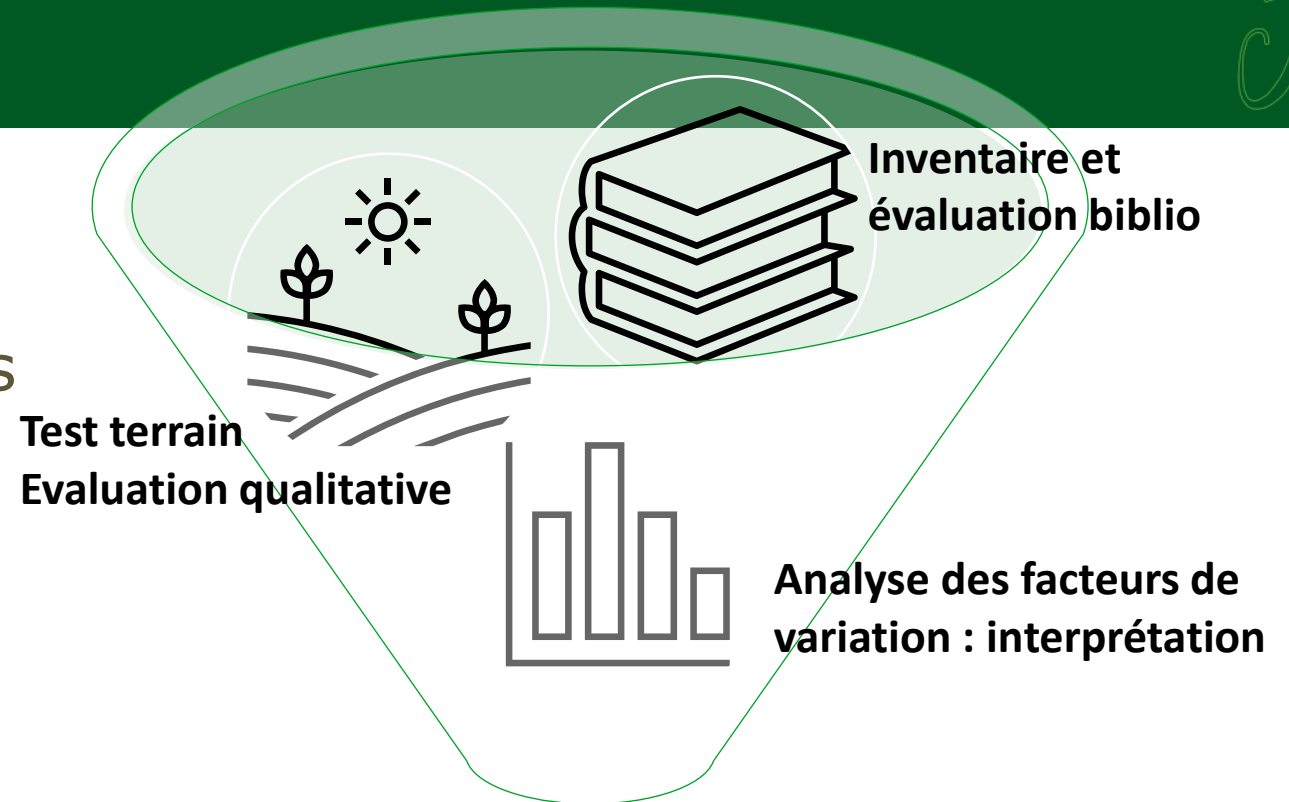 Inventaire et
évaluation biblio
s
Test terrain
Evaluation qualitative
Analyse des facteurs de
variation : interprétation